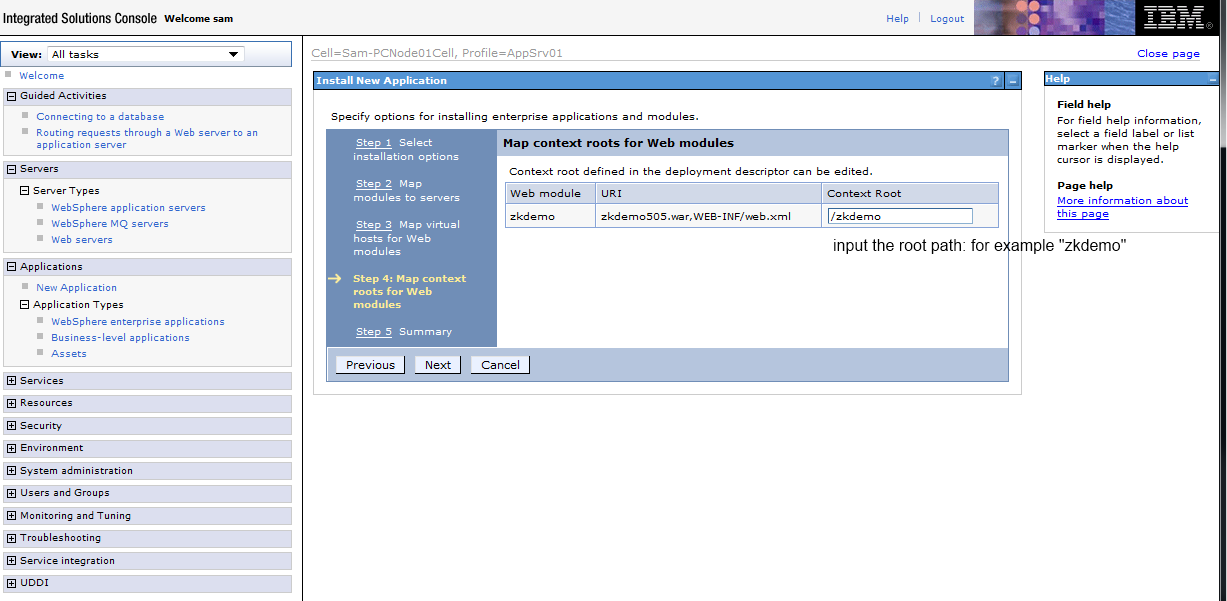 Integrated Solutions Console Welcome sam
Help Logout
IBM®
View: All tasks
Welcome
Guided Activities
Connecting to a database
Routing requests through a Web server to an
application server
Servers
Server Types
WebSphere application servers
WebSphere MQ servers
Web servers
Applications
New Application
Application Types
WebSphere enterprise applications
Business-level applications
Assets
Services
Resources
Security
Environment
System administration
Users and Groups
Monitoring and Tuning
Troubleshooting
Service integration
UDDI
Cell=Sam-PCNode01Cell, Profile=AppSrv01
Close page
Install New Application
?
Specify options for installing enterprise applications and modules.
Step 1 Select
installation options
Step 2 Map
modules to servers
Step 3 Map virtual
hosts for Web
modules
Step 4: Map context
roots for Web
modules
Step 5 Summary
Map context roots for Web modules
Context root defined in the deployment descriptor can be edited.
Web module URI Context Root
zkdemo zkdemo505.war,WEB-INF/web.xml /zkdemo
input the root path: for example "zkdemo"
Previous Next Cancel
Help
Field help
For field help information,
select a field label or list
marker when the help
cursor is displayed.
Page help
More information about
this page